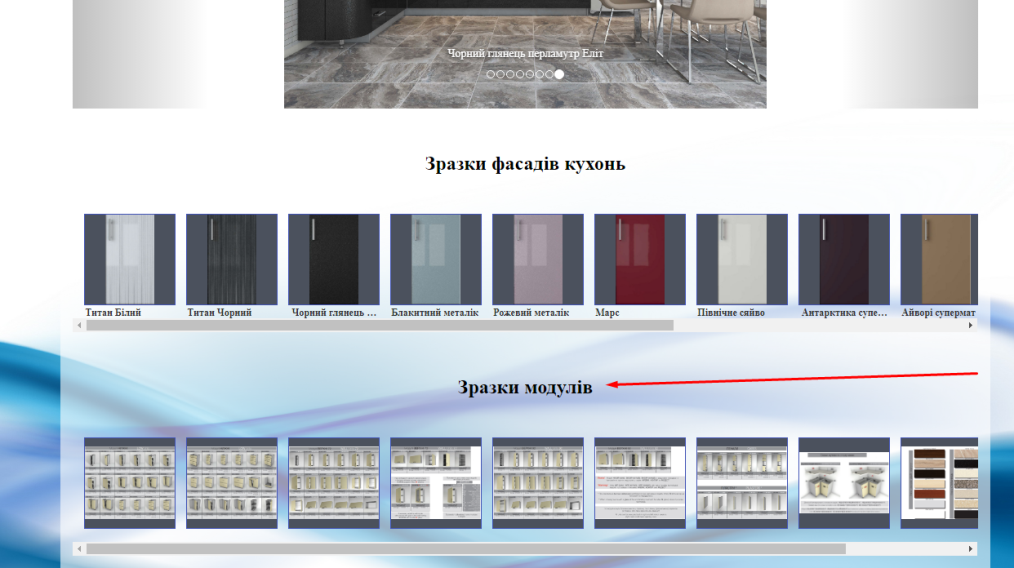 Чорний глянець перламутр Еліт
Зразки фасадів кухонь
Титан Білий
Титан Чорний
Чорний глянець ...
Блакитний металік
Рожевий металік
Марс
Північне сяйво
Антарктика супе...
Айворі супермат
Зразки модулів